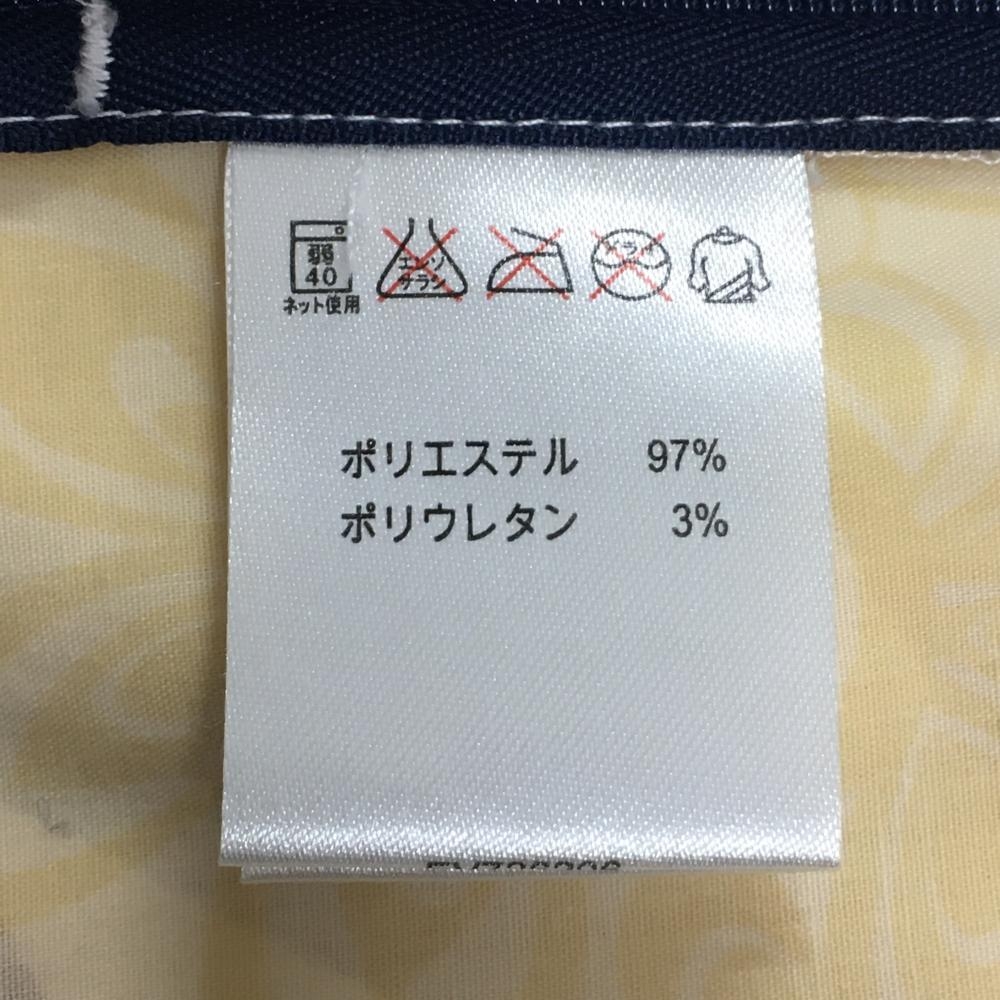 弱
40
ネット使用
エンソ
サラシ
ドライ
ポリエステル 97%
ポリウレタン 3%